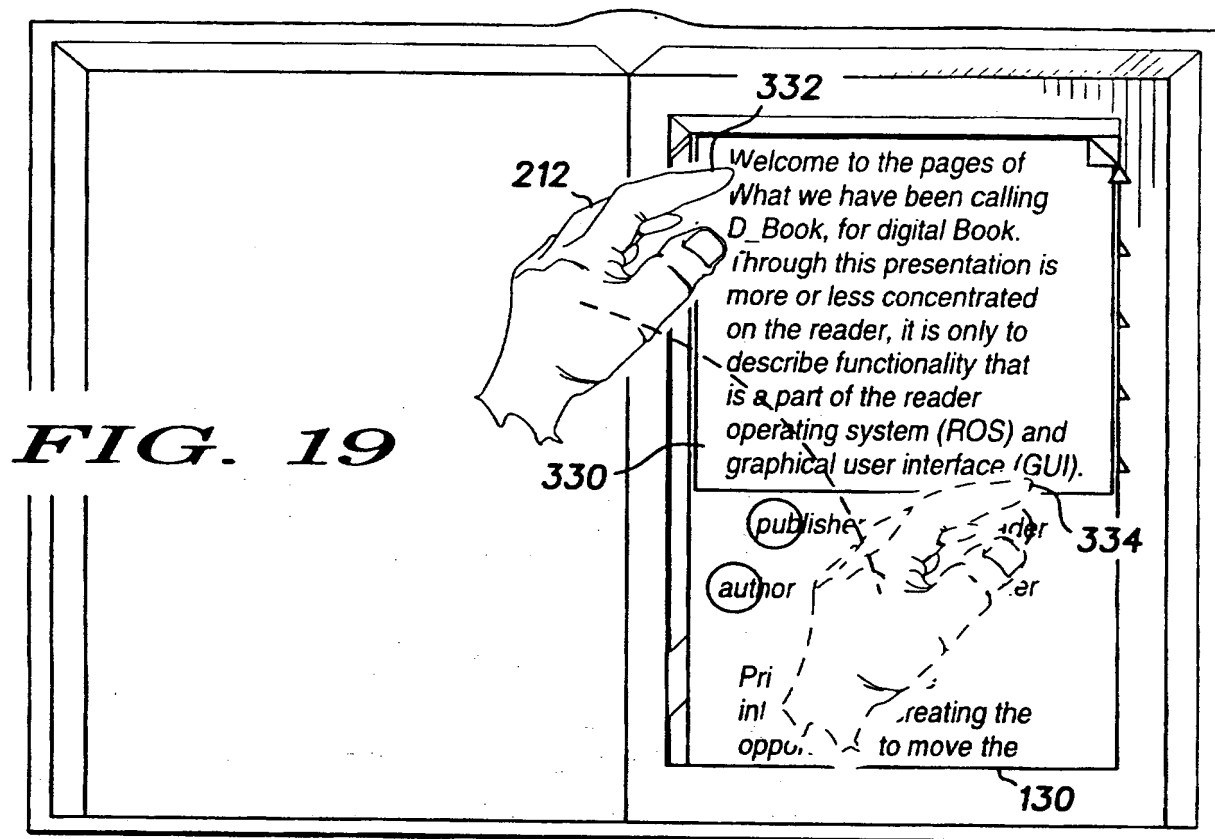 332
212
Welcome to the pages of
What we have been calling
D_Book, for digital Book.
Through this presentation is
more or less concentrated
on the reader, it is only to
describe functionality that
is a part of the reader
operating system (ROS) and
graphical user interface (GUI).
FIG. 19
330
publisher
334
author
opportu to move the
130